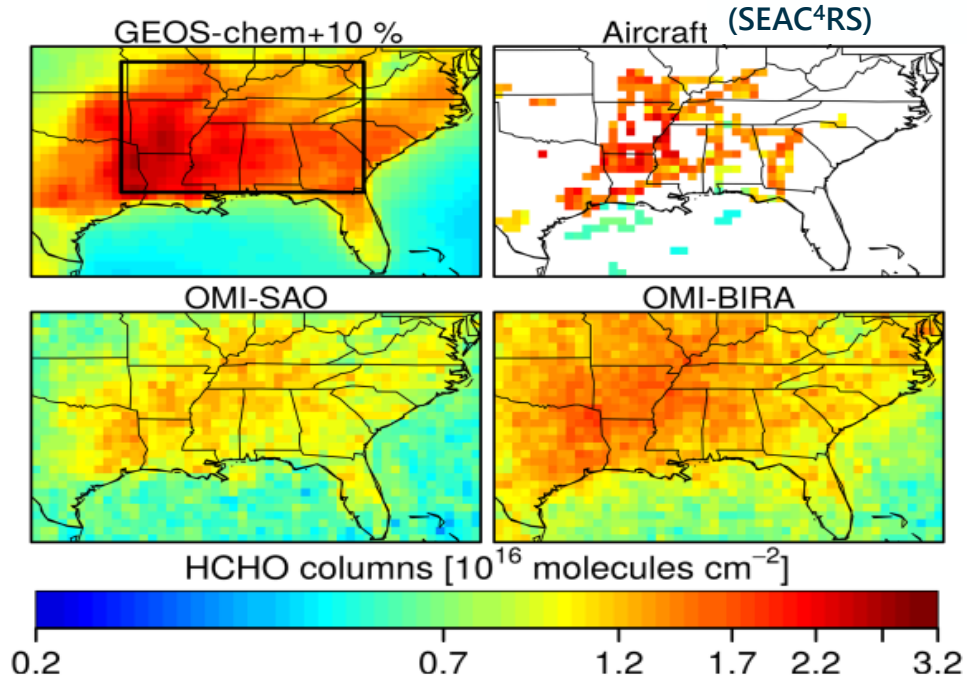 GEOS-chem+10 %
Aircraft (SEAC⁴RS)
OMI-SAO
OMI-BIRA
HCHO columns [10¹⁶ molecules cm⁻²]
0.2 0.7 1.2 1.7 2.2 3.2